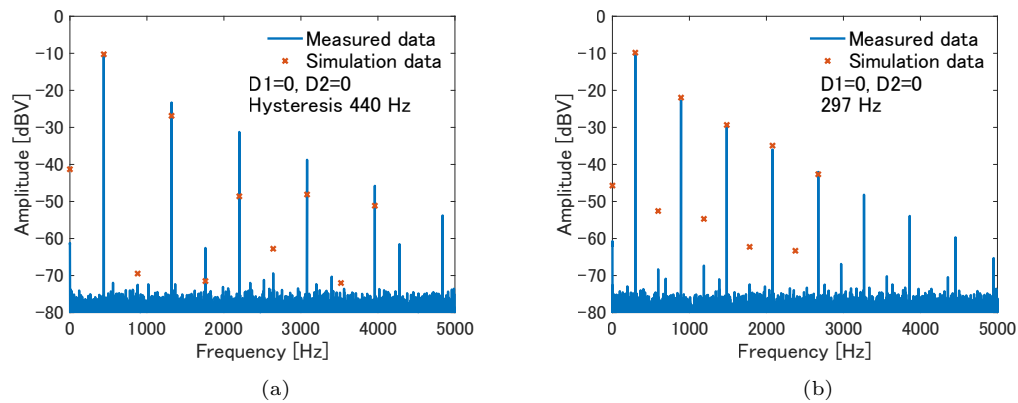 0
−10
−20
−30
−40
−50
−60
−70
−80
Amplitude [dBV]
Measured data
Simulation data
D1=0, D2=0
Hysteresis 440 Hz
0 1000 2000 3000 4000 5000
Frequency [Hz]
(a)
0
−10
−20
−30
−40
−50
−60
−70
−80
Amplitude [dBV]
Measured data
Simulation data
D1=0, D2=0
297 Hz
0 1000 2000 3000 4000 5000
Frequency [Hz]
(b)